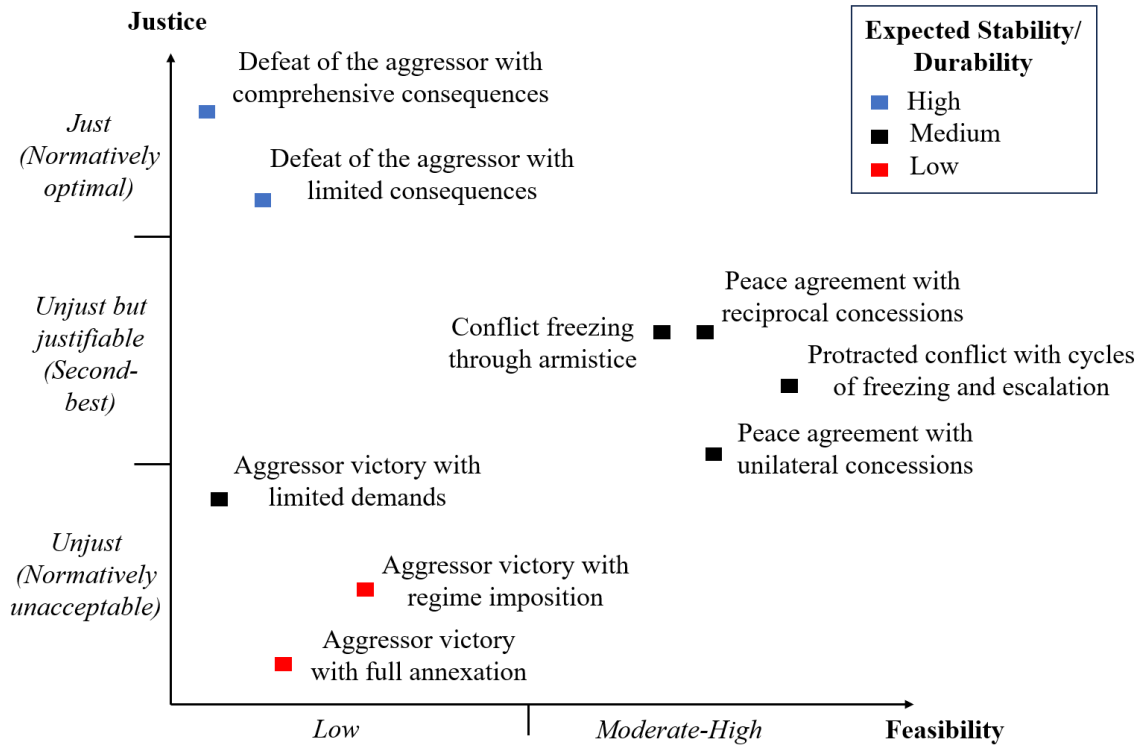 Justice
Expected Stability/
Durability
High
Medium
Low
Defeat of the aggressor with
comprehensive consequences
Just
(Normatively
optimal)
Defeat of the aggressor with
limited consequences
Unjust but
justifiable
(Second-
best)
Conflict freezing
through armistice
Peace agreement with
reciprocal concessions
Protracted conflict with cycles
of freezing and escalation
Peace agreement with
unilateral concessions
Aggressor victory with
limited demands
Unjust
(Normatively
unacceptable)
Aggressor victory with
regime imposition
Aggressor victory
with full annexation
Low
Moderate-High
Feasibility